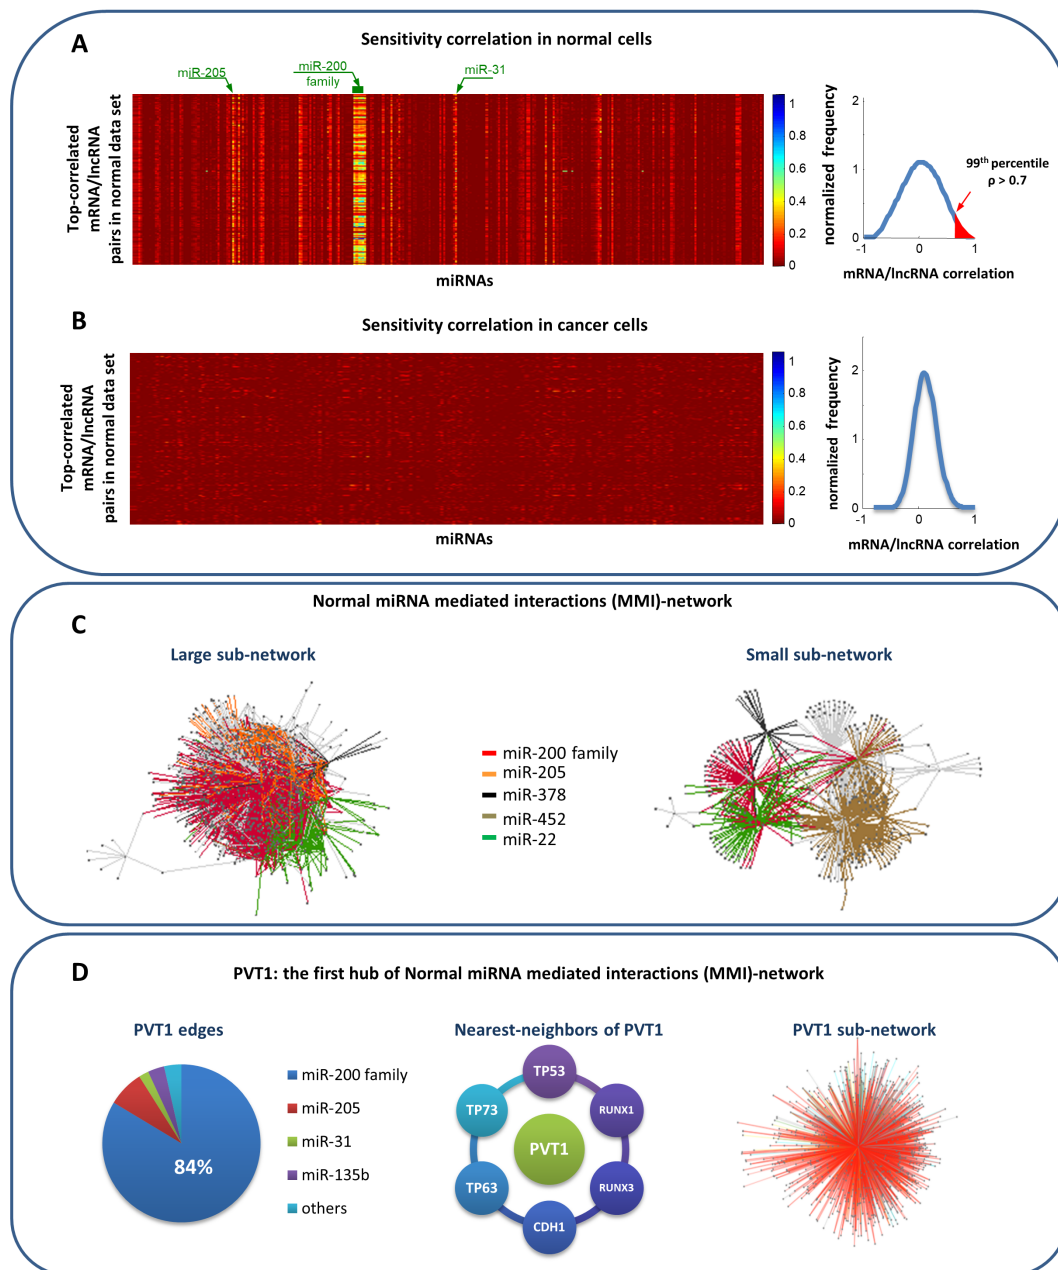 A
Sensitivity correlation in normal cells
miR-205
miR-200
family
miR-31
Top-correlated
mRNA/lncRNA
pairs in normal data set
miRNAs
1
0.8
0.6
0.4
0.2
0
normalized frequency
2
1
0
-1
0
1
99th percentile
ρ > 0.7
mRNA/lncRNA correlation
B
Sensitivity correlation in cancer cells
Top-correlated
mRNA/lncRNA
pairs in normal data set
miRNAs
1
0.8
0.6
0.4
0.2
0
normalized frequency
2
1
0
-1
0
1
mRNA/lncRNA correlation
Normal miRNA mediated interactions (MMI)-network
C
Large sub-network
Small sub-network
miR-200 family
miR-205
miR-378
miR-452
miR-22
D
PVT1: the first hub of Normal miRNA mediated interactions (MMI)-network
PVT1 edges
84%
miR-200 family
miR-205
miR-31
miR-135b
others
Nearest-neighbors of PVT1
TP53
TP73
RUNX1
PVT1
TP63
RUNX3
CDH1
PVT1 sub-network